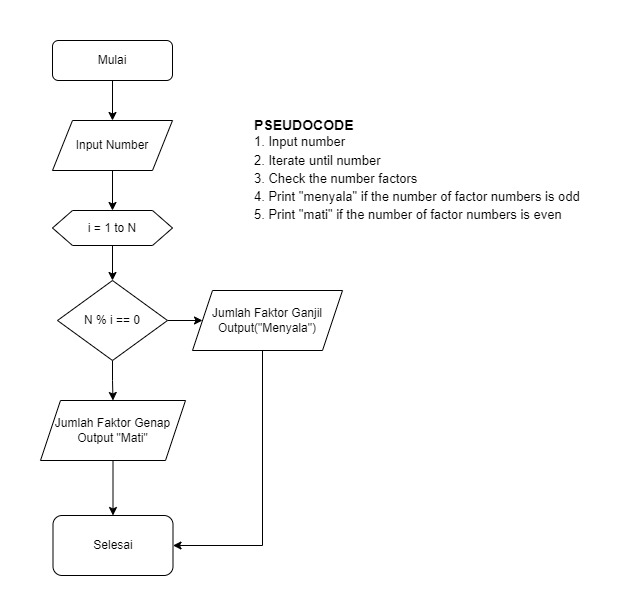 Mulai
Input Number
i = 1 to N
N % i == 0
Jumlah Faktor Ganjil
Output("Menyala")
Jumlah Faktor Genap
Output "Mati"
Selesai
PSEUDOCODE
1. Input number
2. Iterate until number
3. Check the number factors
4. Print "menyala" if the number of factor numbers is odd
5. Print "mati" if the number of factor numbers is even